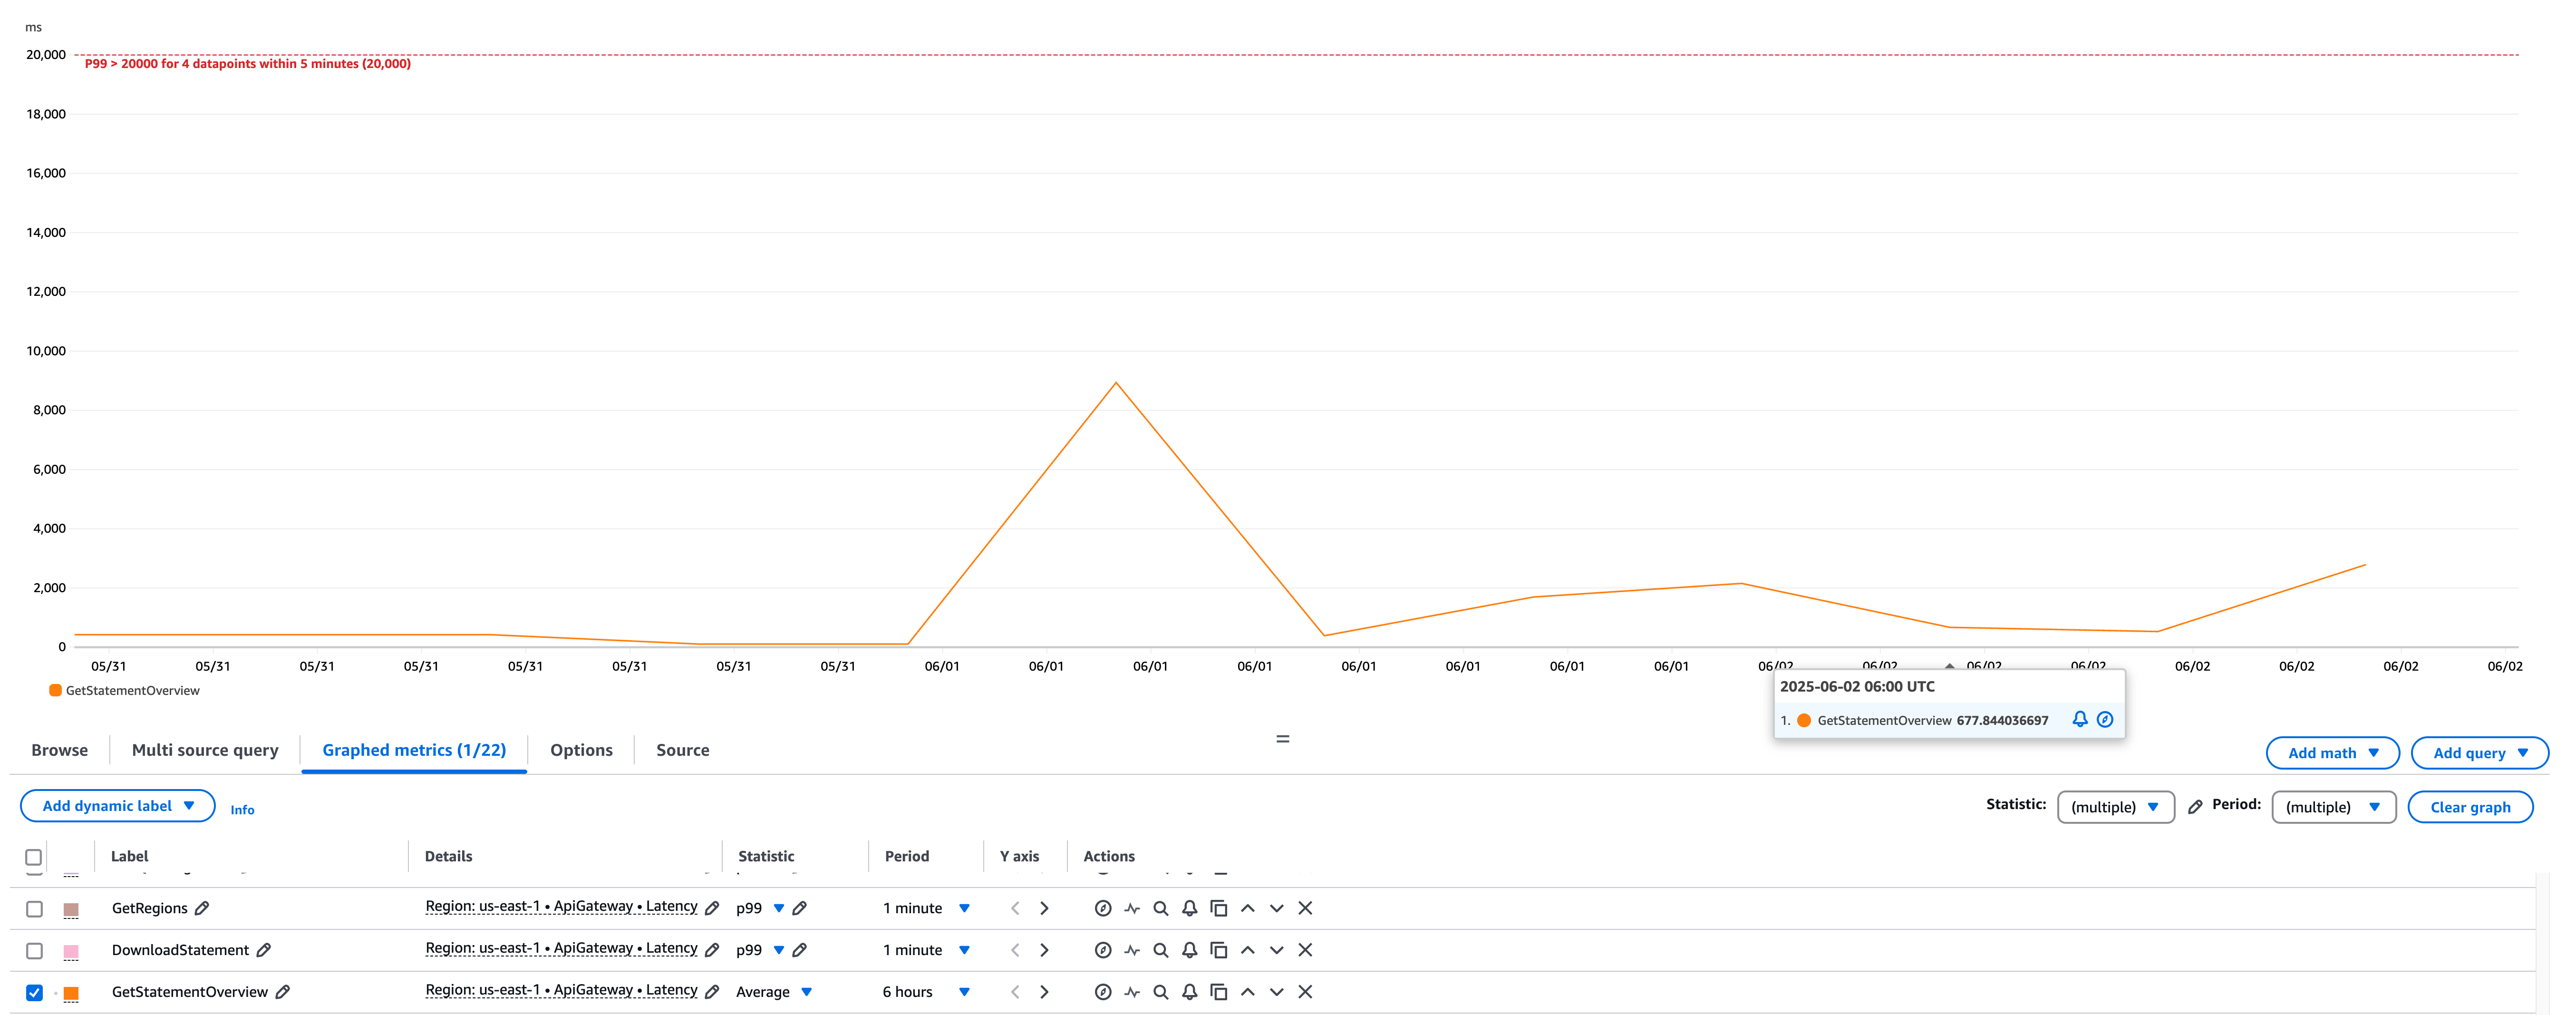 ms
20,000
P99 > 20000 for 4 datapoints within 5 minutes (20,000)
18,000
16,000
14,000
12,000
10,000
8,000
6,000
4,000
2,000
0
05/31 05/31 05/31 05/31 05/31 05/31 05/31 05/31 06/01 06/01 06/01 06/01 06/01 06/01 06/01 06/01 06/02 06/02 06/02 06/02 06/02 06/02 06/02 06/02
GetStatementOverview
2025-06-02 06:00 UTC
1. GetStatementOverview 677.844036697
Browse Multi source query Graphed metrics (1/22) Options Source
Add math Add query
Add dynamic label Info Statistic: (multiple) Period: (multiple) Clear graph
Label Details Statistic Period Y axis Actions
GetRegions Region: us-east-1 • ApiGateway • Latency p99 1 minute
DownloadStatement Region: us-east-1 • ApiGateway • Latency p99 1 minute
GetStatementOverview Region: us-east-1 • ApiGateway • Latency Average 6 hours